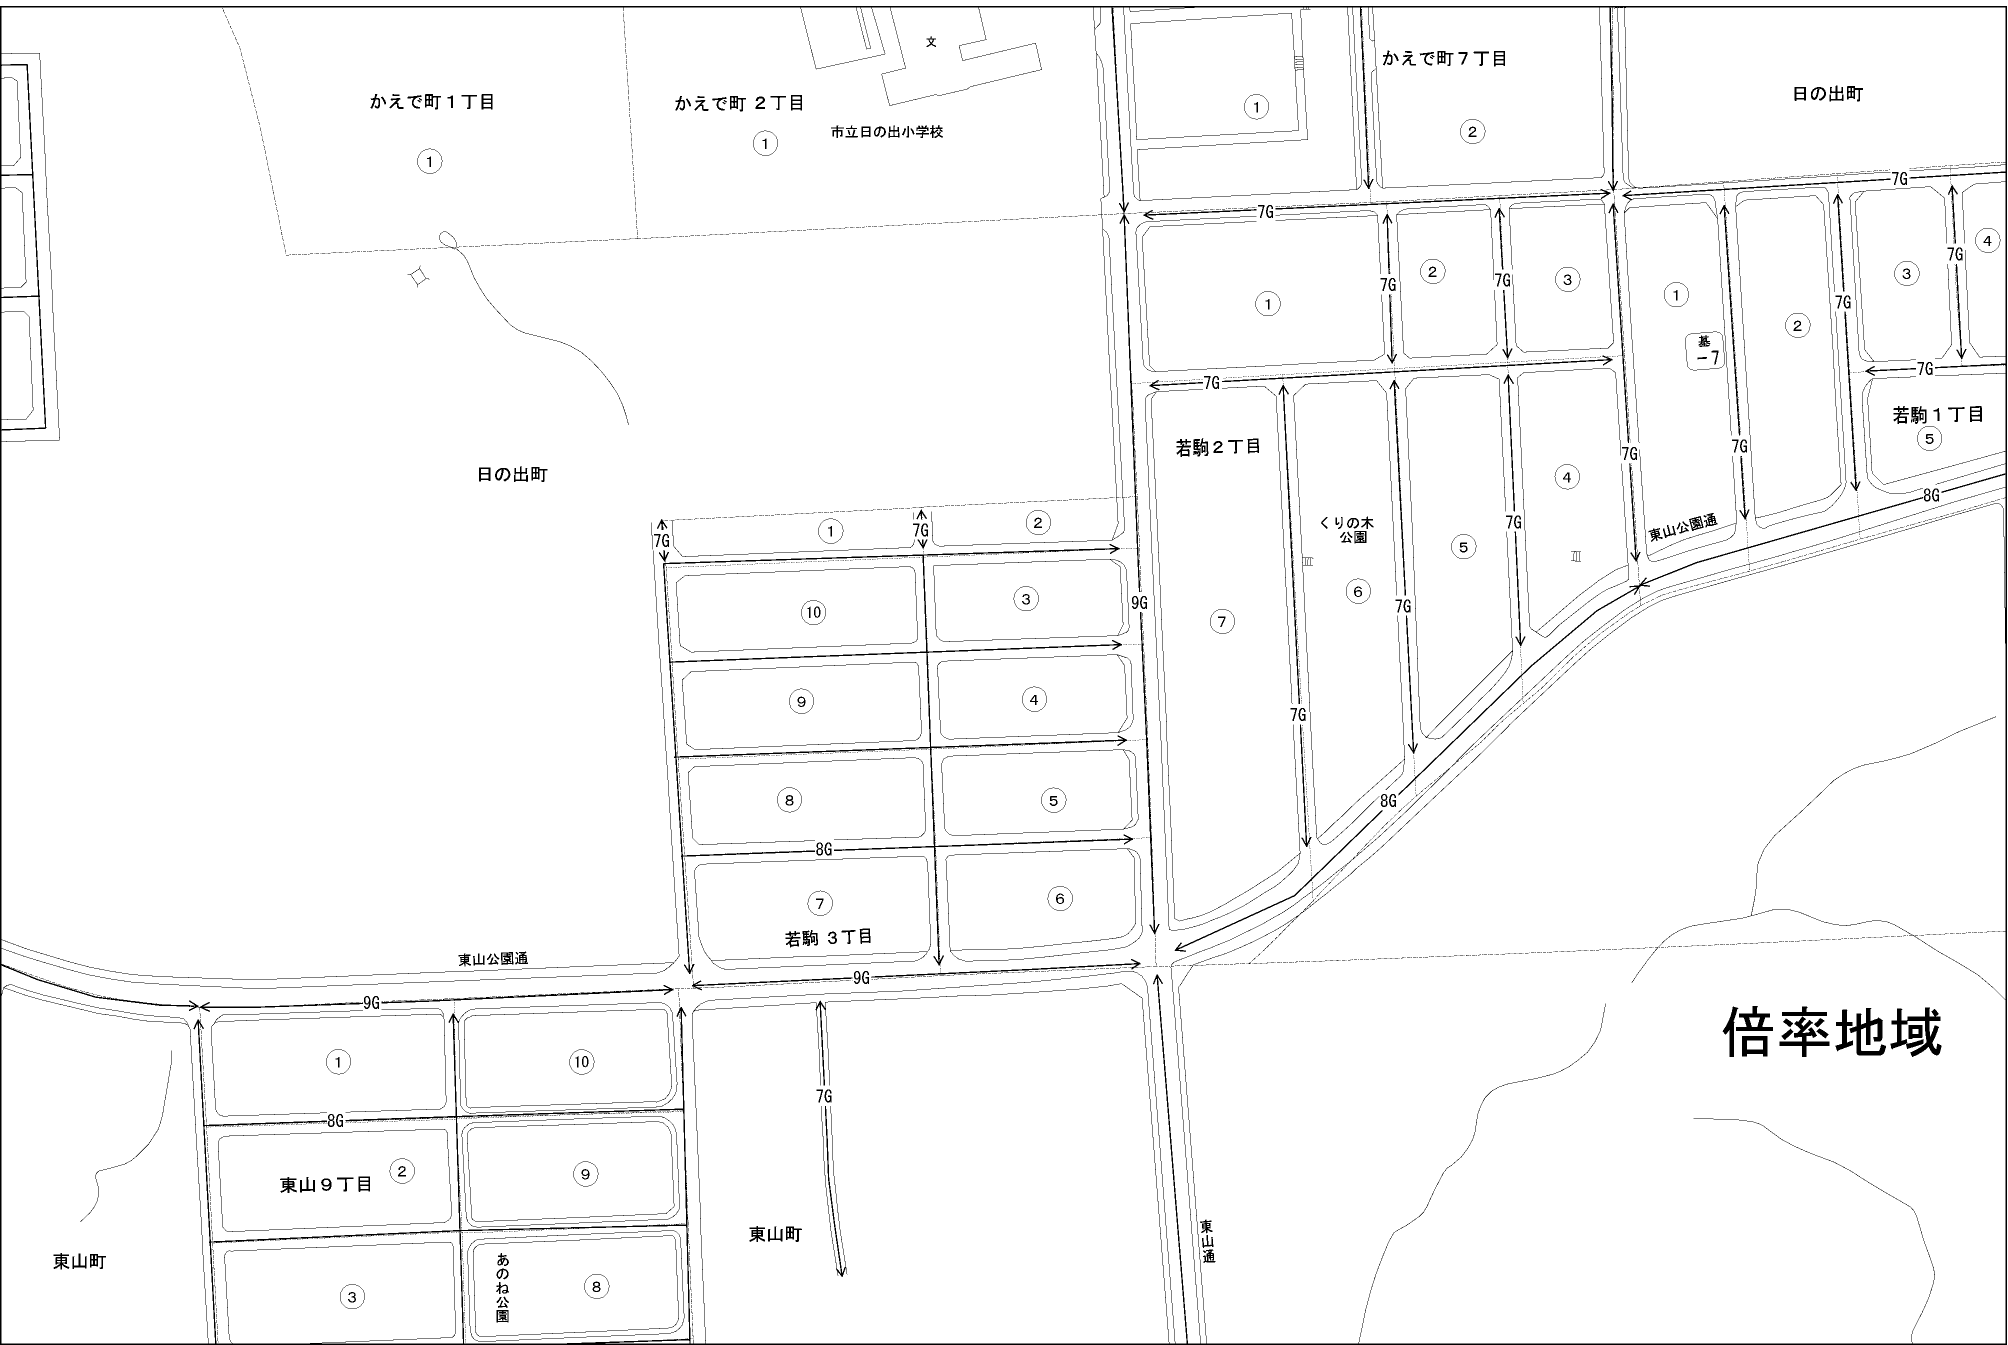 文
かえで町７丁目
日の出町
かえで町１丁目
かえで町 ２丁目
①
②
市立日の出小学校
①
①
7G
7G
7G
7G
7G
7G
7G
①
②
③
①
②
③
④
基
－7
7G
7G
若駒２丁目
若駒１丁目
⑤
7G
7G
8G
日の出町
④
くりの木
公園
東山公園通
7G
⑤
⑥
⑦
7G
7G
8G
7G
7G
①
②
9G
⑩
③
⑨
④
⑧
⑤
8G
⑦
⑥
若駒 ３丁目
東山公園通
9G
9G
倍率地域
①
⑩
8G
7G
東山９丁目
②
⑨
東山町
東山町
東山通
あのね公園
③
⑧